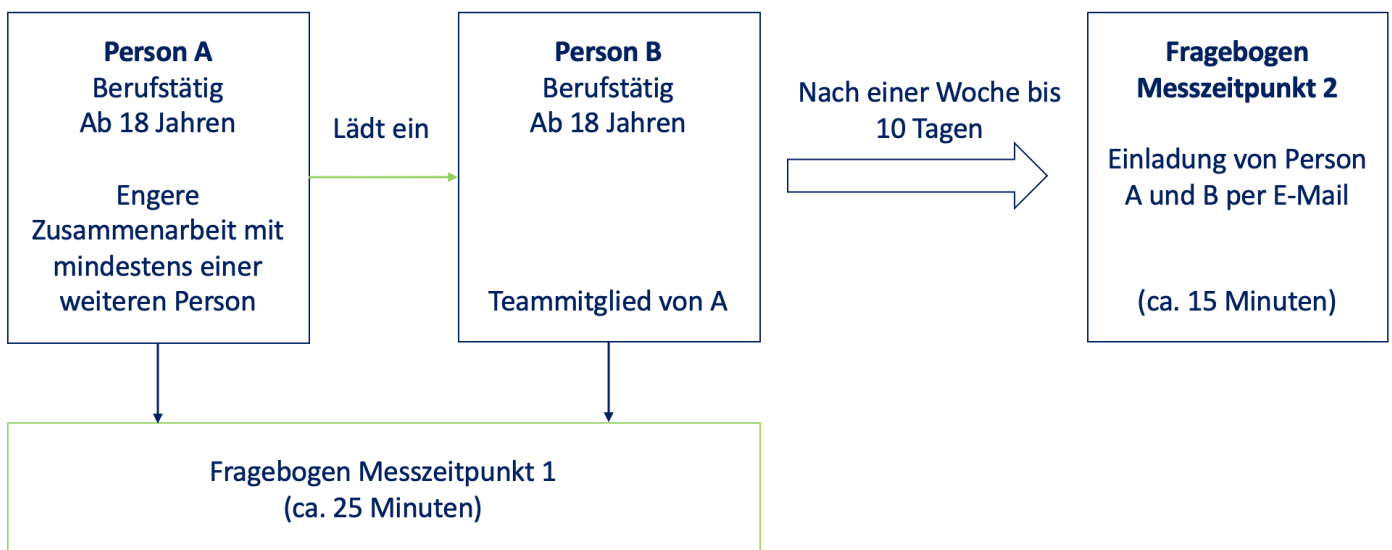 Person A
Berufstätig
Ab 18 Jahren
Engere
Zusammenarbeit mit
mindestens einer
weiteren Person
Lädt ein
Person B
Berufstätig
Ab 18 Jahren
Teammitglied von A
Nach einer Woche bis
10 Tagen
Fragebogen
Messzeitpunkt 2
Einladung von Person
A und B per E-Mail
(ca. 15 Minuten)
Fragebogen Messzeitpunkt 1
(ca. 25 Minuten)